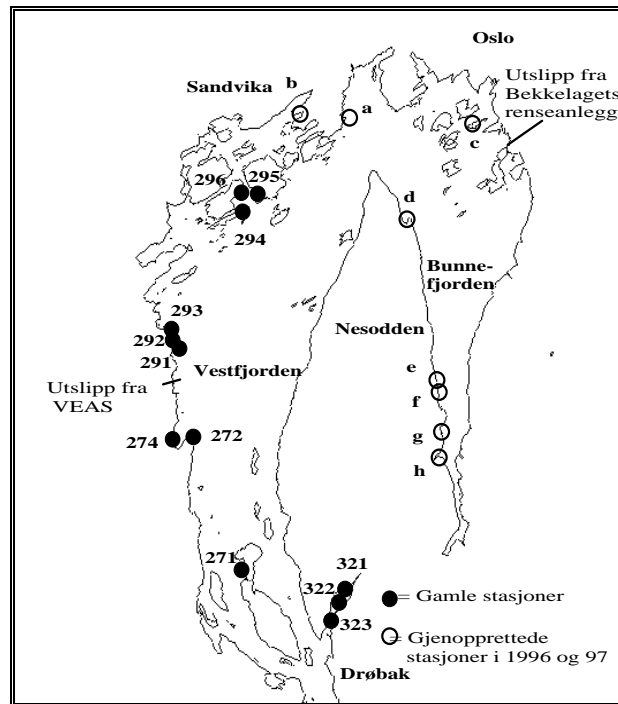 Oslo
Utslipp fra
Bekkelagets
renseanlegg
Sandvika
b
a
c
296
295
294
d
Bunne-
fjorden
293
292
291
Nesodden
Vestfjorden
Utslipp fra
VEAS
e
f
g
h
274
272
271
321
322
323
= Gamle stasjoner
= Gjenopprettede
stasjoner i 1996 og 97
Drøbak